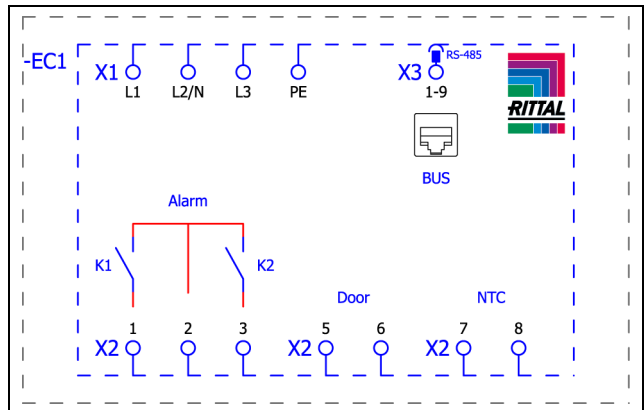 -EC1
X1
L1
L2/N
L3
PE
X3
RS-485
1-9
RITTAL
BUS
Alarm
K1
K2
Door
NTC
X2
1
2
3
X2
5
6
X2
7
8